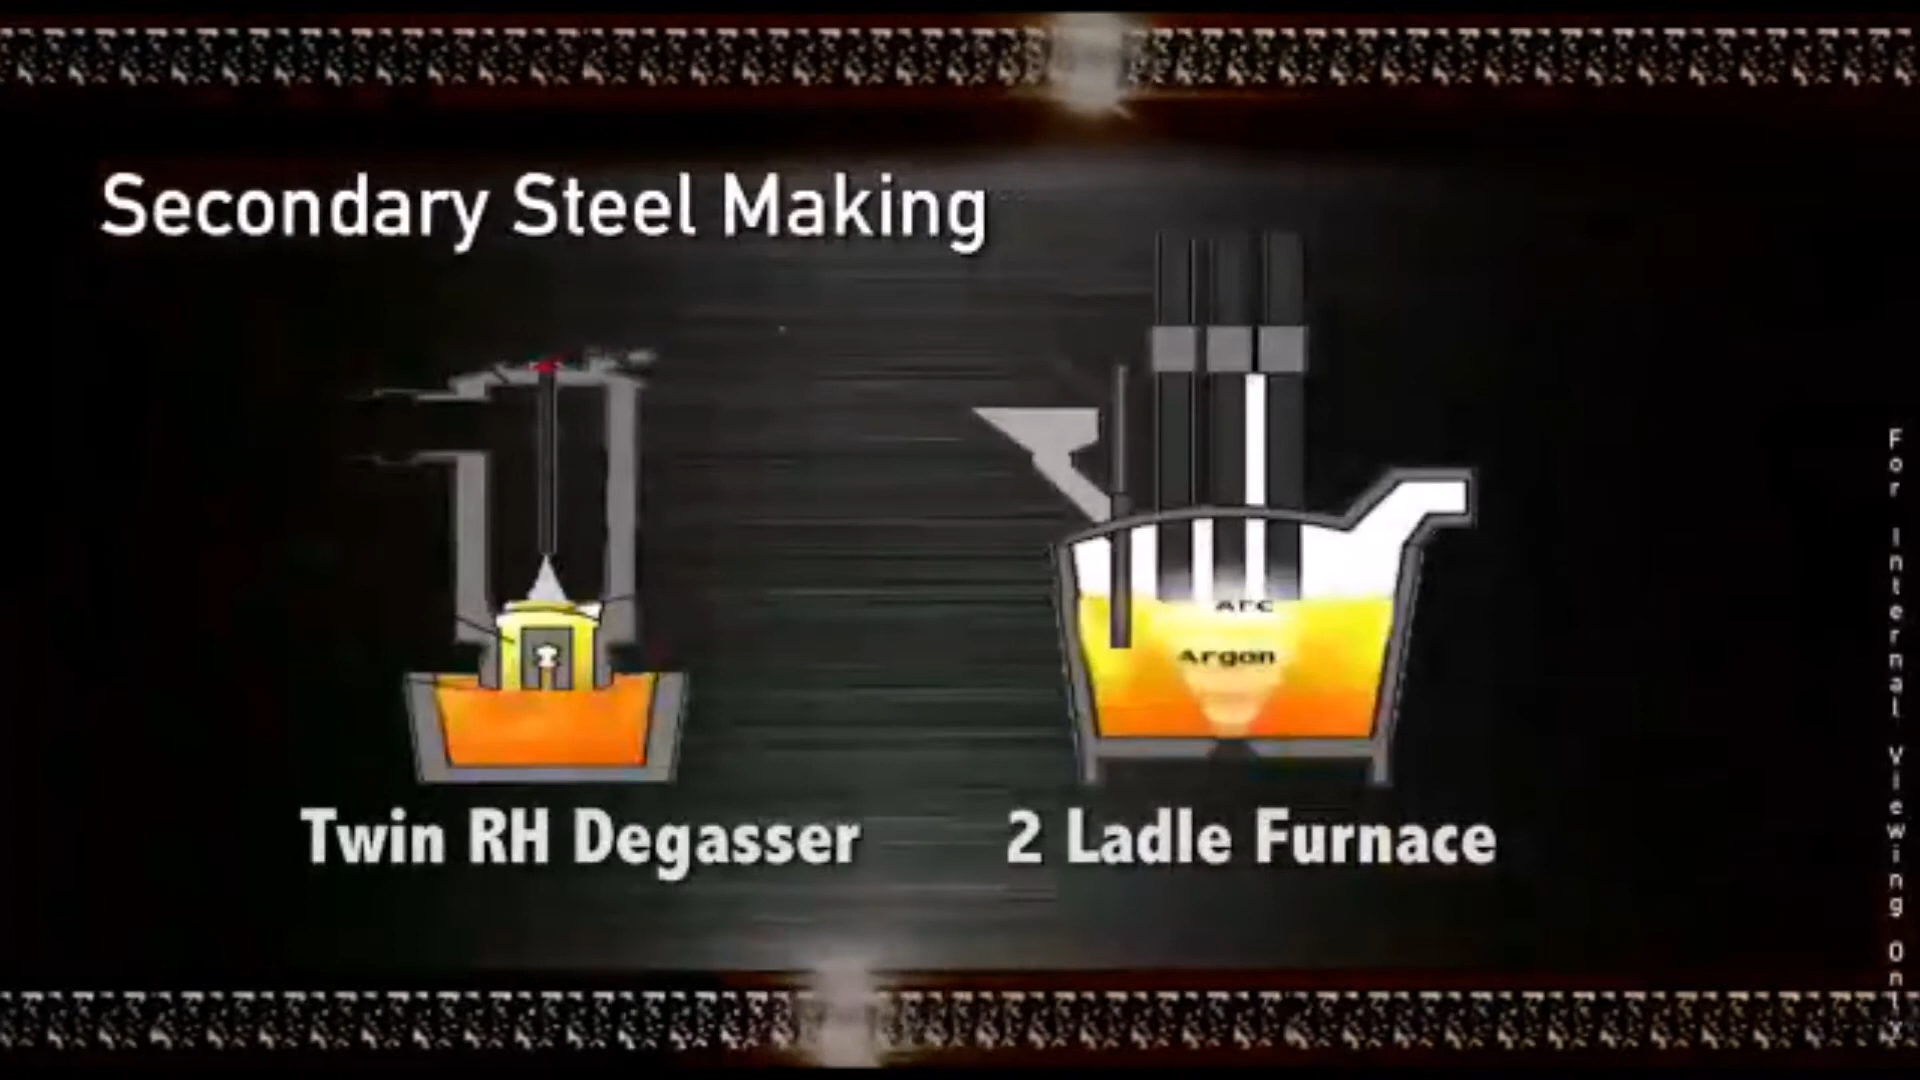 Secondary Steel Making
Arc
Argon
Twin RH Degasser
2 Ladle Furnace
For Internal Viewing Only